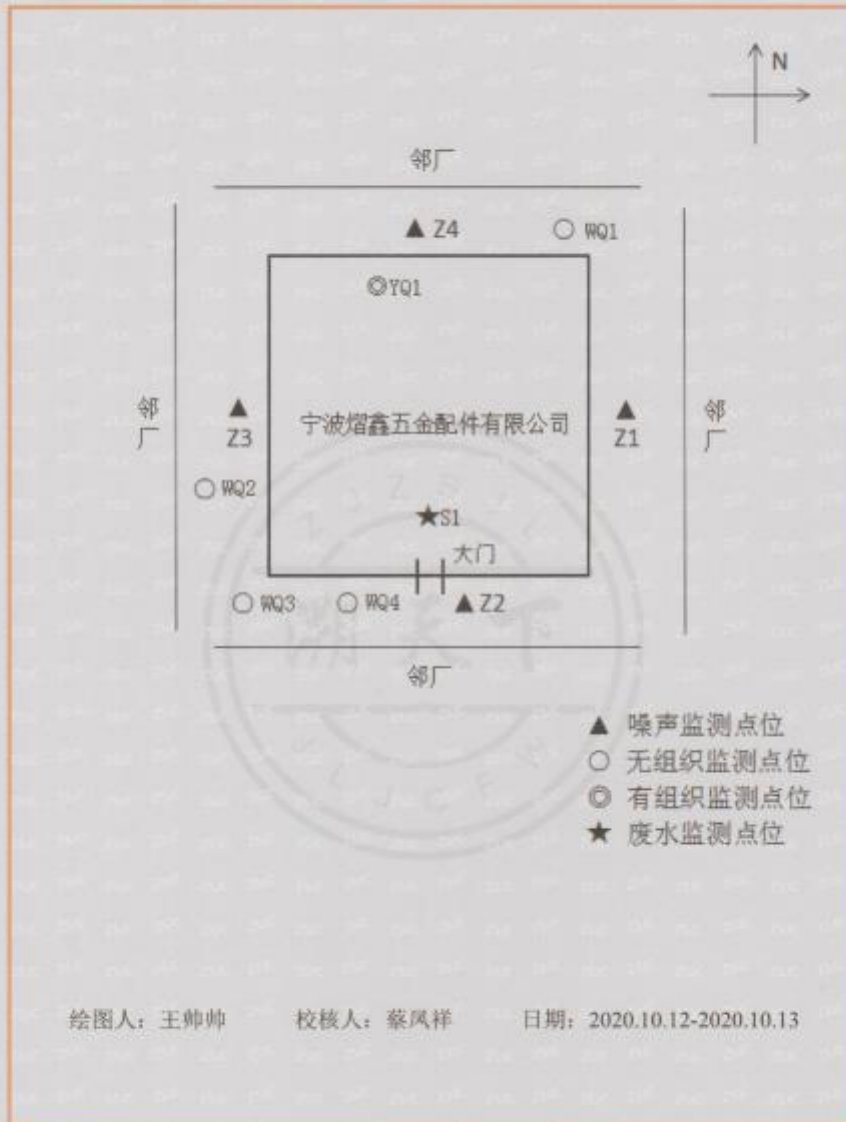 N
邻厂
▲ Z4
○ WQ1
◎YQ1
邻厂
▲ Z3
宁波熠鑫五金配件有限公司
▲ Z1
邻厂
○ WQ2
★S1
大门
○ WQ3
○ WQ4
▲ Z2
邻厂
▲ 噪声监测点位
○ 无组织监测点位
◎ 有组织监测点位
★ 废水监测点位
绘图人：王帅帅 校核人：蔡凤祥 日期：2020.10.12-2020.10.13